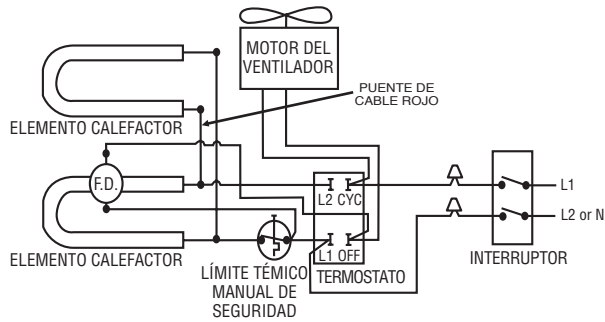 MOTOR DEL
VENTILADOR
PUENTE DE
CABLE ROJO
ELEMENTO CALEFACTOR
F.D.
L2 CYC
L1
L2 or N
L1 OFF
ELEMENTO CALEFACTOR
LÍMITE TÉMICO
MANUAL DE
SEGURIDAD
TERMOSTATO
INTERRUPTOR